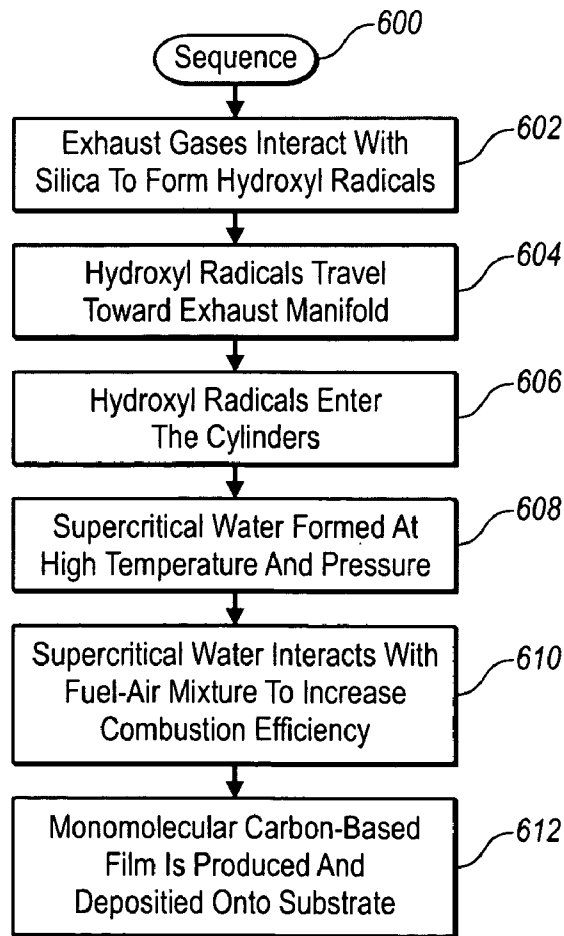 600
Sequence
602
Exhaust Gases Interact With
Silica To Form Hydroxyl Radicals
604
Hydroxyl Radicals Travel
Toward Exhaust Manifold
606
Hydroxyl Radicals Enter
The Cylinders
608
Supercritical Water Formed At
High Temperature And Pressure
610
Supercritical Water Interacts With
Fuel-Air Mixture To Increase
Combustion Efficiency
612
Monomolecular Carbon-Based
Film Is Produced And
Depositied Onto Substrate